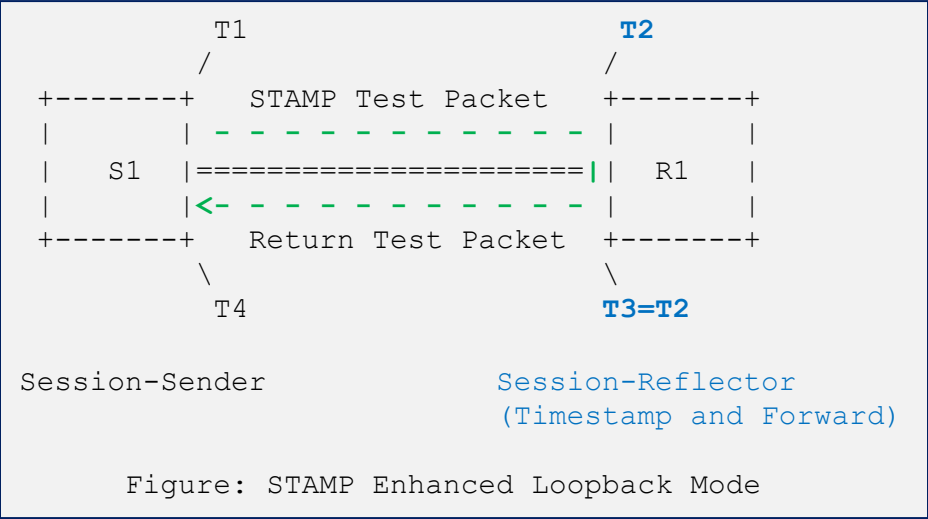 T1 T2
/ /
+-------+ STAMP Test Packet +-------+
| | - - - - - - - - - - - | |
| S1 |======================|| R1 |
| |<- - - - - - - - - - - | |
+-------+ Return Test Packet +-------+
\ \
T4 T3=T2
Session-Sender Session-Reflector
(Timestamp and Forward)
Figure: STAMP Enhanced Loopback Mode